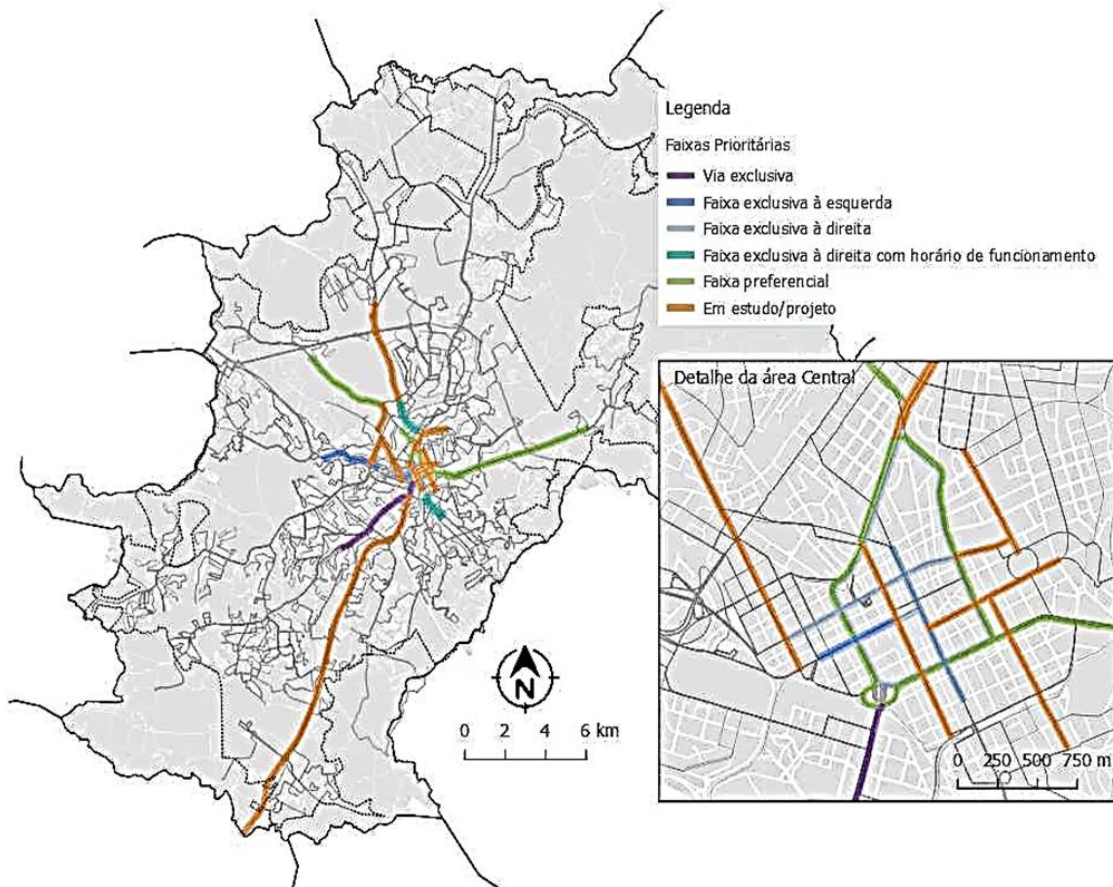 Legenda
Faixas Prioritárias
Via exclusiva
Faixa exclusiva à esquerda
Faixa exclusiva à direita
Faixa exclusiva à direita com horário de funcionamento
Faixa preferencial
Em estudo/projeto
Detalhe da área Central
N
0 2 4 6 km
0 250 500 750 m